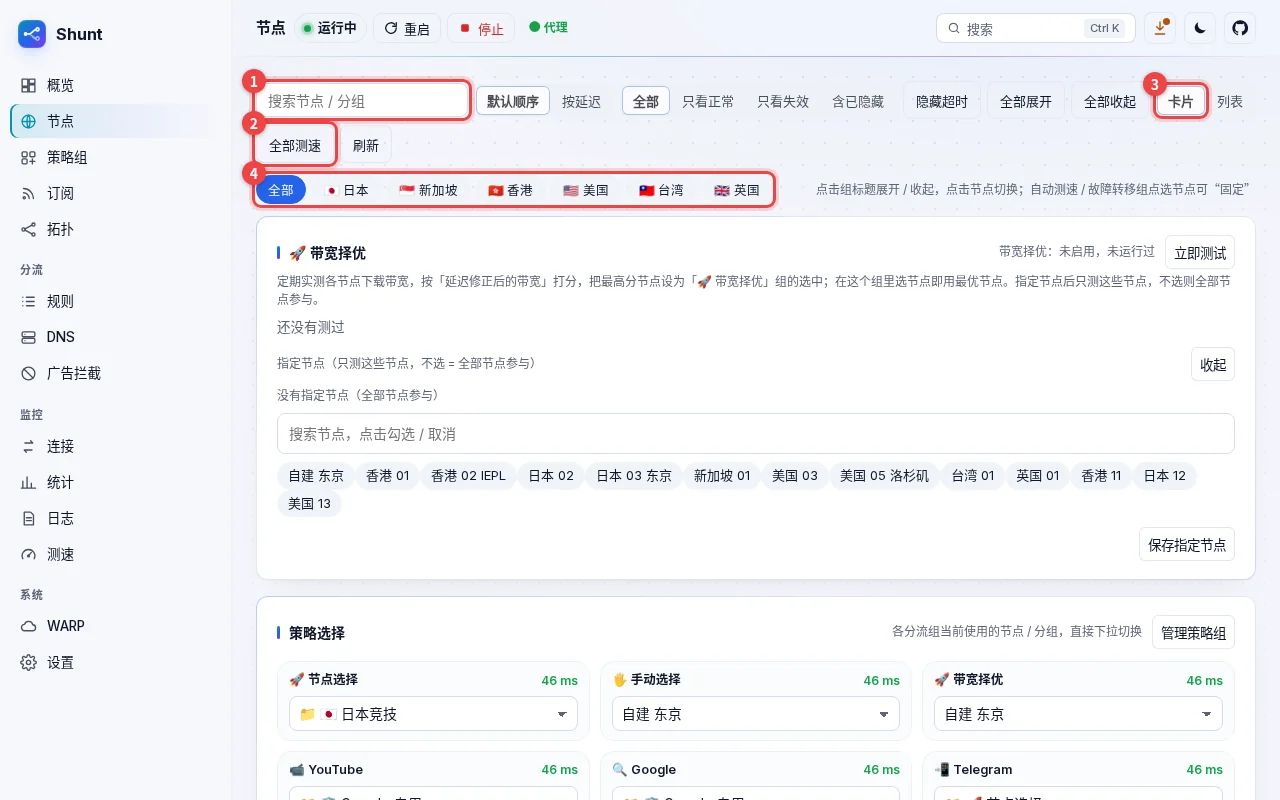 Shunt
概览
节点
策略组
订阅
拓扑
分流
规则
DNS
广告拦截
监控
连接
统计
日志
测速
系统
WARP
设置
节点 运行中 重启 停止 代理
搜索 Ctrl K
1 搜索节点 / 分组 默认顺序 按延迟 全部 只看正常 只看失效 含已隐藏 隐藏超时 全部展开 全部收起 3 卡片 列表
2 全部测速 刷新
4 全部 🇯🇵 日本 🇸🇬 新加坡 🇭🇰 香港 🇺🇸 美国 🇹🇼 台湾 🇬🇧 英国 点击组标题展开 / 收起，点击节点切换；自动测速 / 故障转移组点选节点可“固定”
🚀 带宽择优 带宽择优：未启用，未运行过 立即测试
定期实测各节点下载带宽，按「延迟修正后的带宽」打分，把最高分节点设为「🚀 带宽择优」组的选中；在这个组里选节点即用最优节点。指定节点后只测这些节点，不选则全部节
点参与。
还没有测过
指定节点（只测这些节点，不选 = 全部节点参与） 收起
没有指定节点（全部节点参与）
搜索节点，点击勾选 / 取消
自建 东京 香港 01 香港 02 IEPL 日本 02 日本 03 东京 新加坡 01 美国 03 美国 05 洛杉矶 台湾 01 英国 01 香港 11 日本 12
美国 13
保存指定节点
策略选择 各分流组当前使用的节点 / 分组，直接下拉切换 管理策略组
🚀 节点选择 46 ms 🖐 手动选择 46 ms 🚀 带宽择优 46 ms
📁 🇯🇵 日本竞技 自建 东京 自建 东京
📹 YouTube 46 ms 🔍 Google 46 ms 📲 Telegram 46 ms